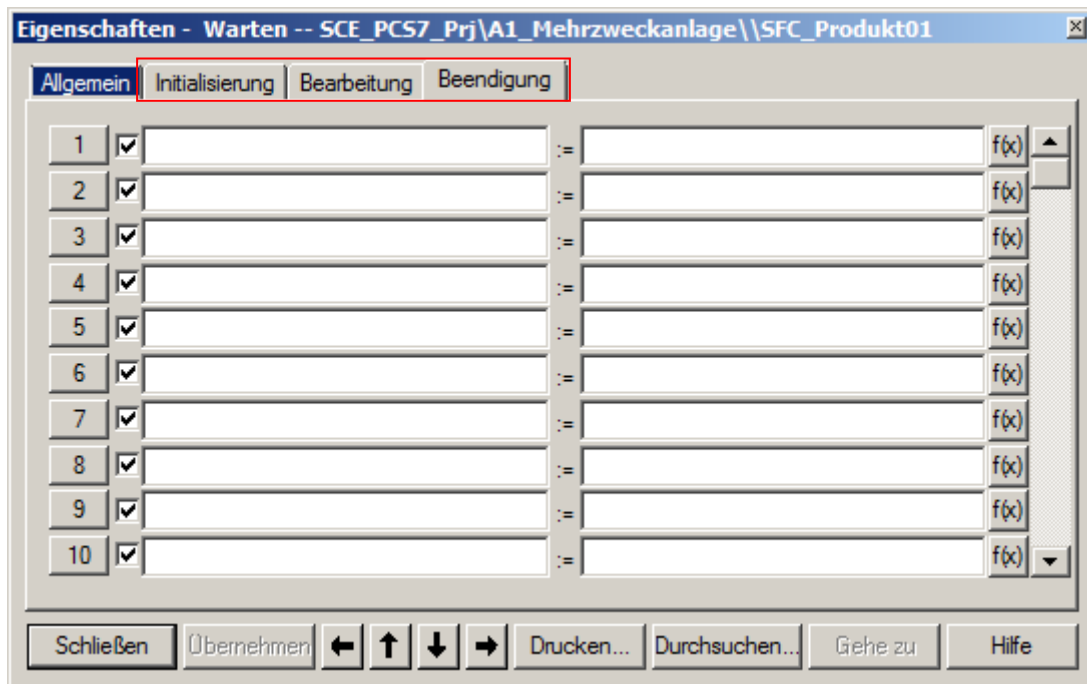 Eigenschaften - Warten -- SCE_PCS7_Prj\A1_Mehrzweckanlage\\SFC_Produkt01
Allgemein Initialisierung Bearbeitung Beendigung
1 := f(x)
2 := f(x)
3 := f(x)
4 := f(x)
5 := f(x)
6 := f(x)
7 := f(x)
8 := f(x)
9 := f(x)
10 := f(x)
Schließen Übernehmen Drucken... Durchsuchen... Gehe zu Hilfe